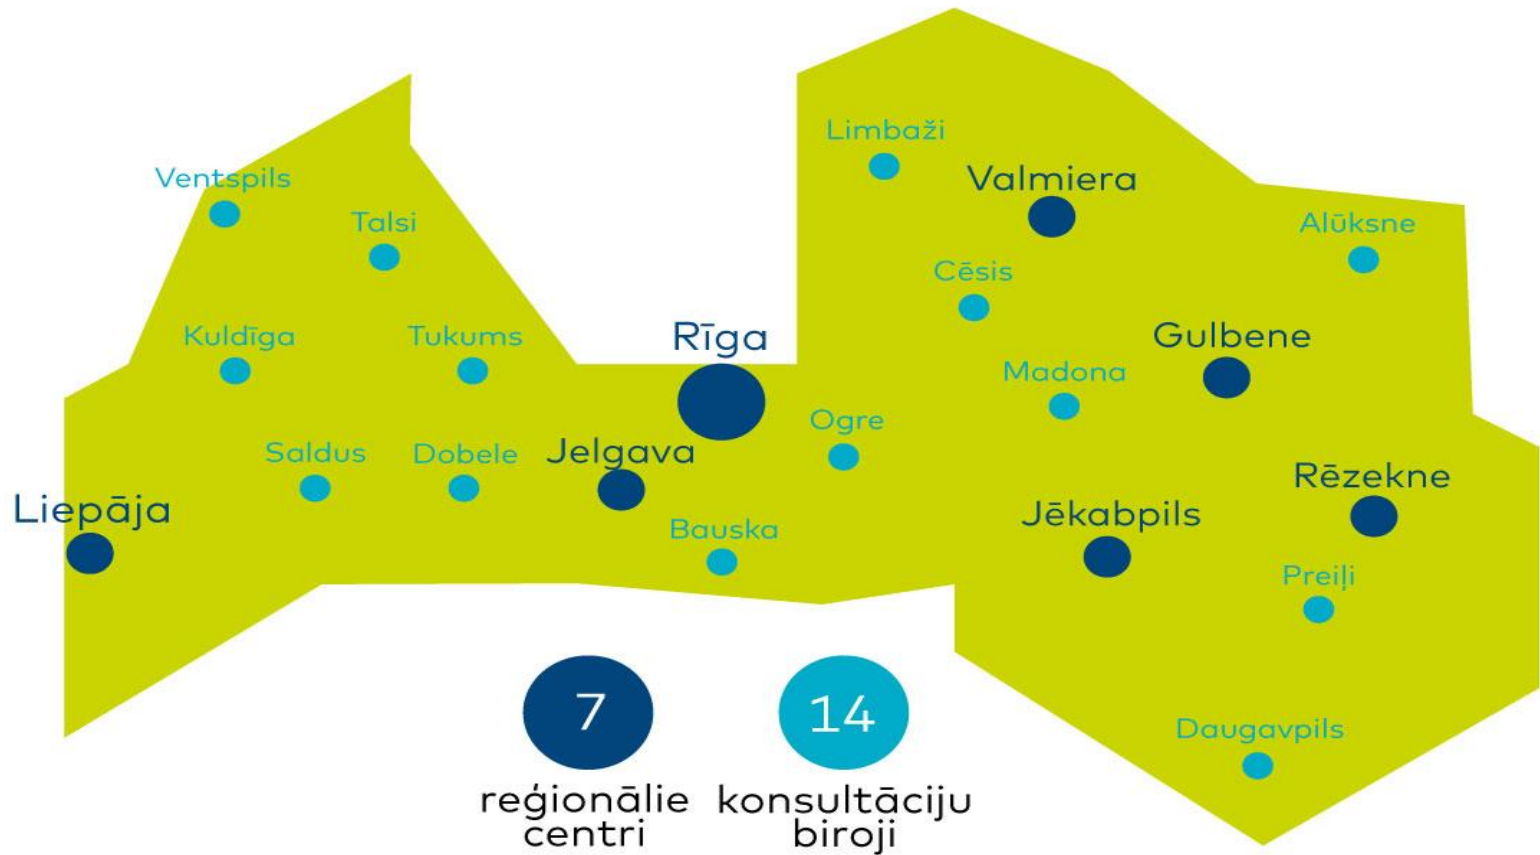 Limbaži
Valmiera
Ventspils
Talsi
Alūksne
Cēsis
Kuldīga
Tukums
Rīga
Gulbene
Madona
Ogre
Saldus
Dobele
Jelgava
Rēzekne
Liepāja
Jēkabpils
Bauska
Preiļi
7
14
Daugavpils
reģionālie
centri
konsultāciju
biroji